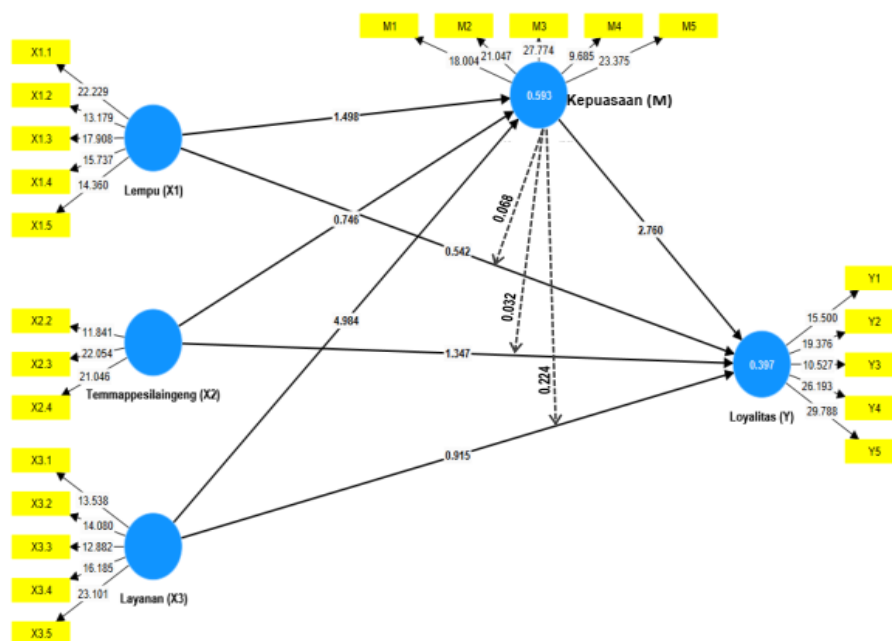 M1
M2
M3
M4
M5
18.004
21.047
27.774
9.685
23.375
0.593
Kepuasaan (M)
X1.1
X1.2
X1.3
X1.4
X1.5
22.229
13.179
17.908
15.737
14.360
Lempu (X1)
1.498
0.746
4.984
0.068
0.542
0.032
1.347
0.224
0.915
2.760
X2.2
X2.3
X2.4
11.841
22.054
21.046
Temmappesilaingeng (X2)
X3.1
X3.2
X3.3
X3.4
X3.5
13.538
14.080
12.882
16.185
23.101
Layanan (X3)
0.397
Loyalitas (Y)
15.500
19.376
10.527
26.193
29.788
Y1
Y2
Y3
Y4
Y5